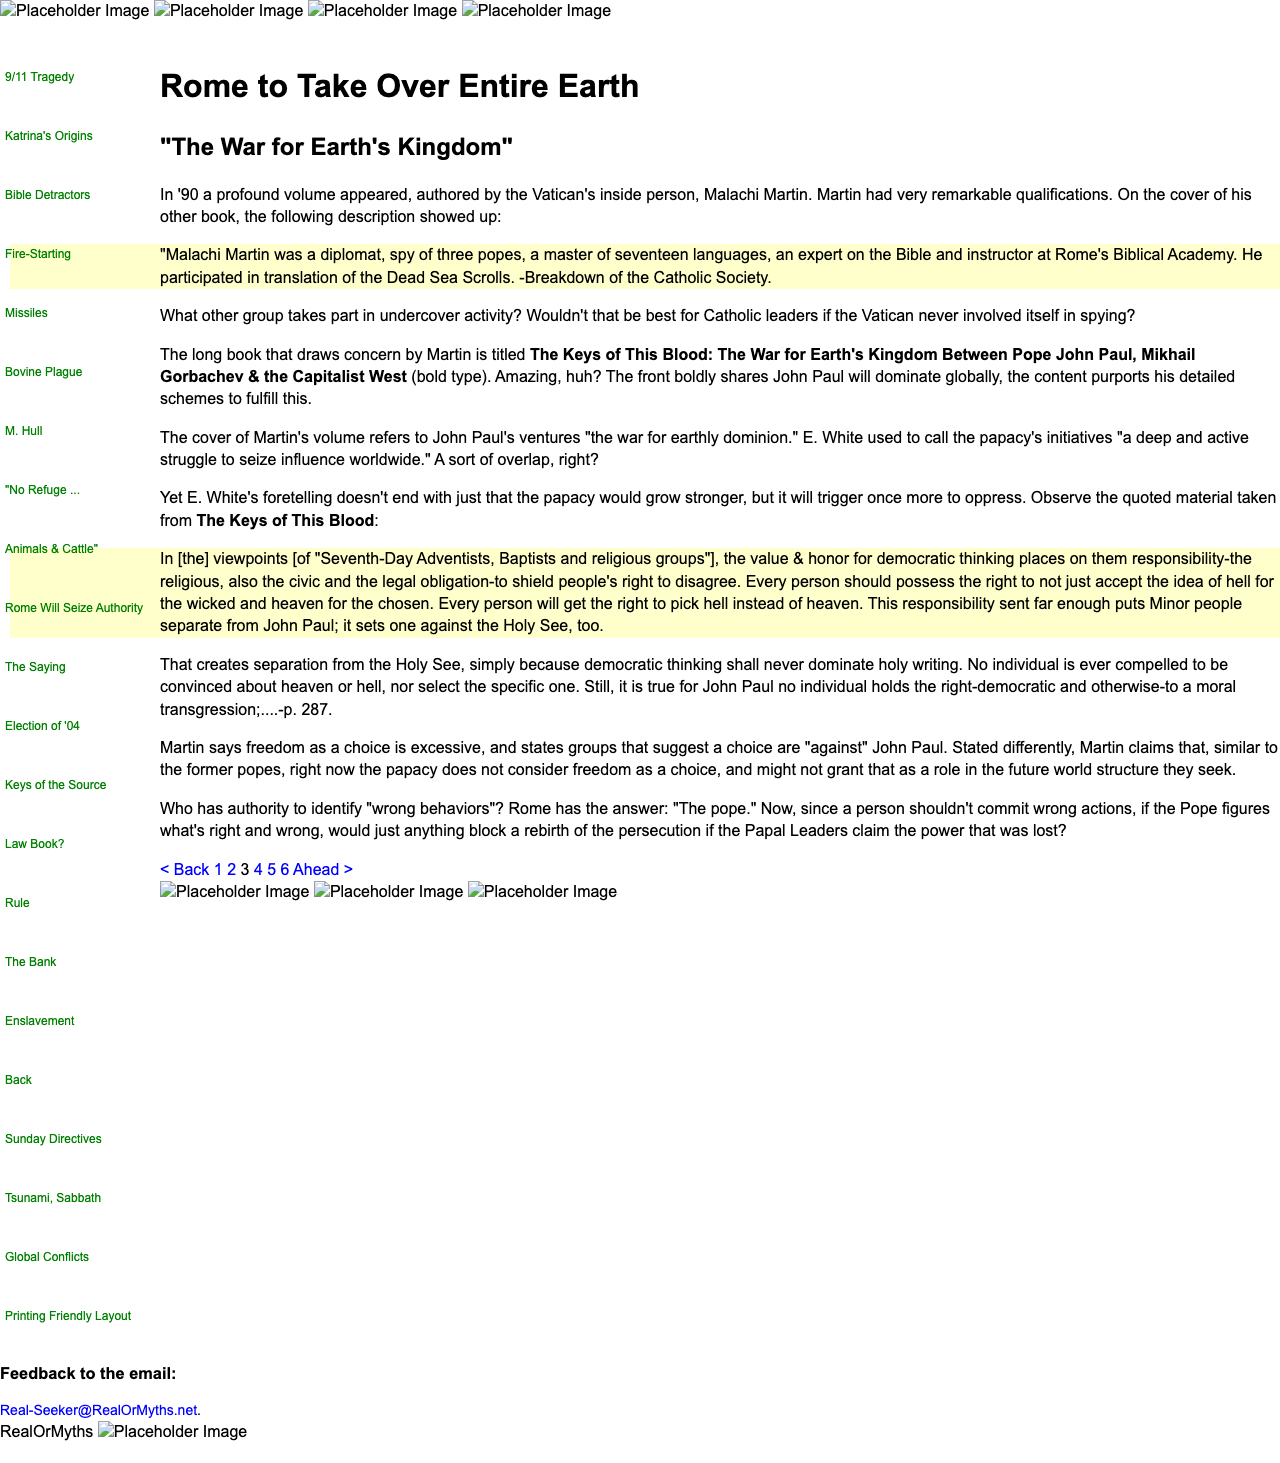 Placeholder Image Placeholder Image Placeholder Image Placeholder Image
9/11 Tragedy
Katrina's Origins
Bible Detractors
Fire-Starting
Missiles
Bovine Plague
M. Hull
"No Refuge ...
Animals & Cattle"
Rome Will Seize Authority
The Saying
Election of '04
Keys of the Source
Law Book?
Rule
The Bank
Enslavement
Back
Sunday Directives
Tsunami, Sabbath
Global Conflicts
Printing Friendly Layout
Rome to Take Over Entire Earth
"The War for Earth's Kingdom"
In '90 a profound volume appeared, authored by the Vatican's inside person, Malachi Martin. Martin had very remarkable qualifications. On the cover of his
other book, the following description showed up:
"Malachi Martin was a diplomat, spy of three popes, a master of seventeen languages, an expert on the Bible and instructor at Rome's Biblical Academy. He
participated in translation of the Dead Sea Scrolls. -Breakdown of the Catholic Society.
What other group takes part in undercover activity? Wouldn't that be best for Catholic leaders if the Vatican never involved itself in spying?
The long book that draws concern by Martin is titled The Keys of This Blood: The War for Earth's Kingdom Between Pope John Paul, Mikhail
Gorbachev & the Capitalist West (bold type). Amazing, huh? The front boldly shares John Paul will dominate globally, the content purports his detailed
schemes to fulfill this.
The cover of Martin's volume refers to John Paul's ventures "the war for earthly dominion." E. White used to call the papacy's initiatives "a deep and active
struggle to seize influence worldwide." A sort of overlap, right?
Yet E. White's foretelling doesn't end with just that the papacy would grow stronger, but it will trigger once more to oppress. Observe the quoted material taken
from The Keys of This Blood:
In [the] viewpoints [of "Seventh-Day Adventists, Baptists and religious groups"], the value & honor for democratic thinking places on them responsibility-the
religious, also the civic and the legal obligation-to shield people's right to disagree. Every person should possess the right to not just accept the idea of hell for
the wicked and heaven for the chosen. Every person will get the right to pick hell instead of heaven. This responsibility sent far enough puts Minor people
separate from John Paul; it sets one against the Holy See, too.
That creates separation from the Holy See, simply because democratic thinking shall never dominate holy writing. No individual is ever compelled to be
convinced about heaven or hell, nor select the specific one. Still, it is true for John Paul no individual holds the right-democratic and otherwise-to a moral
transgression;....-p. 287.
Martin says freedom as a choice is excessive, and states groups that suggest a choice are "against" John Paul. Stated differently, Martin claims that, similar to
the former popes, right now the papacy does not consider freedom as a choice, and might not grant that as a role in the future world structure they seek.
Who has authority to identify "wrong behaviors"? Rome has the answer: "The pope." Now, since a person shouldn't commit wrong actions, if the Pope figures
what's right and wrong, would just anything block a rebirth of the persecution if the Papal Leaders claim the power that was lost?
< Back 1 2 3 4 5 6 Ahead >
Placeholder Image Placeholder Image Placeholder Image
Feedback to the email:
Real-Seeker@RealOrMyths.net.
RealOrMyths Placeholder Image